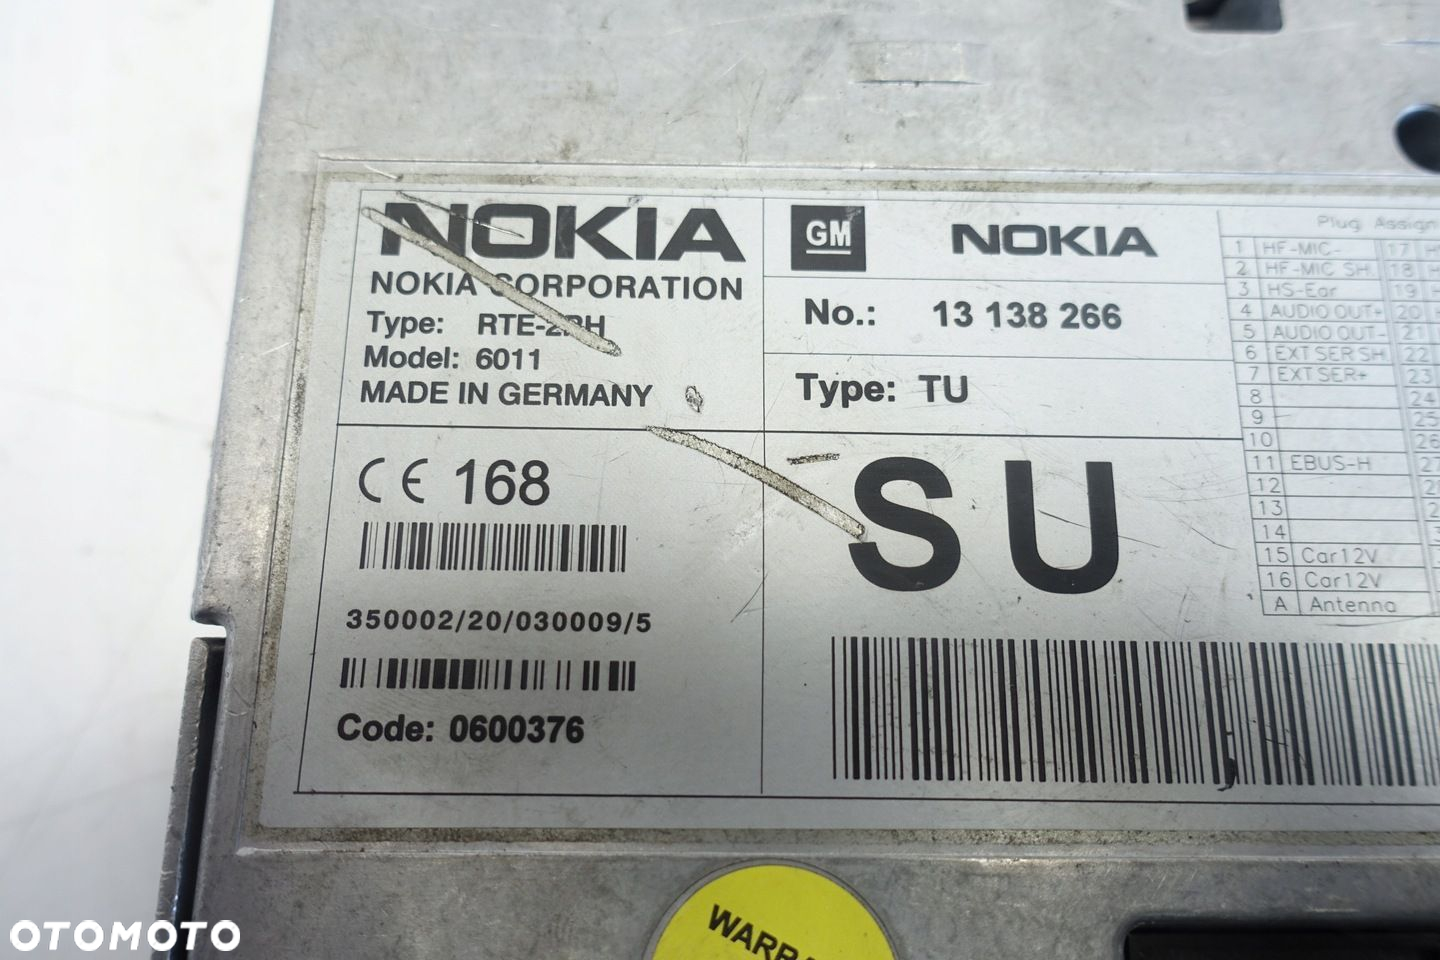 NOKIA
NOKIA CORPORATION
Type: RTE-2RH
Model: 6011
MADE IN GERMANY
CE 168
350002/20/030009/5
Code: 0600376
GM NOKIA
No.: 13 138 266
Type: TU
SU
Plug Assign
1 HF-MIC- 17
2 HF-MIC SH. 18
3 HS-Ear 19
4 AUDIO OUT+ 20
5 AUDIO OUT- 21
6 EXT SER SH. 22
7 EXT SER+ 23
8 24
9 25
10 26
11 EBUS-H 27
12
13
14
15 Car12V
16 Car12V
A Antenna
OTOMOTO